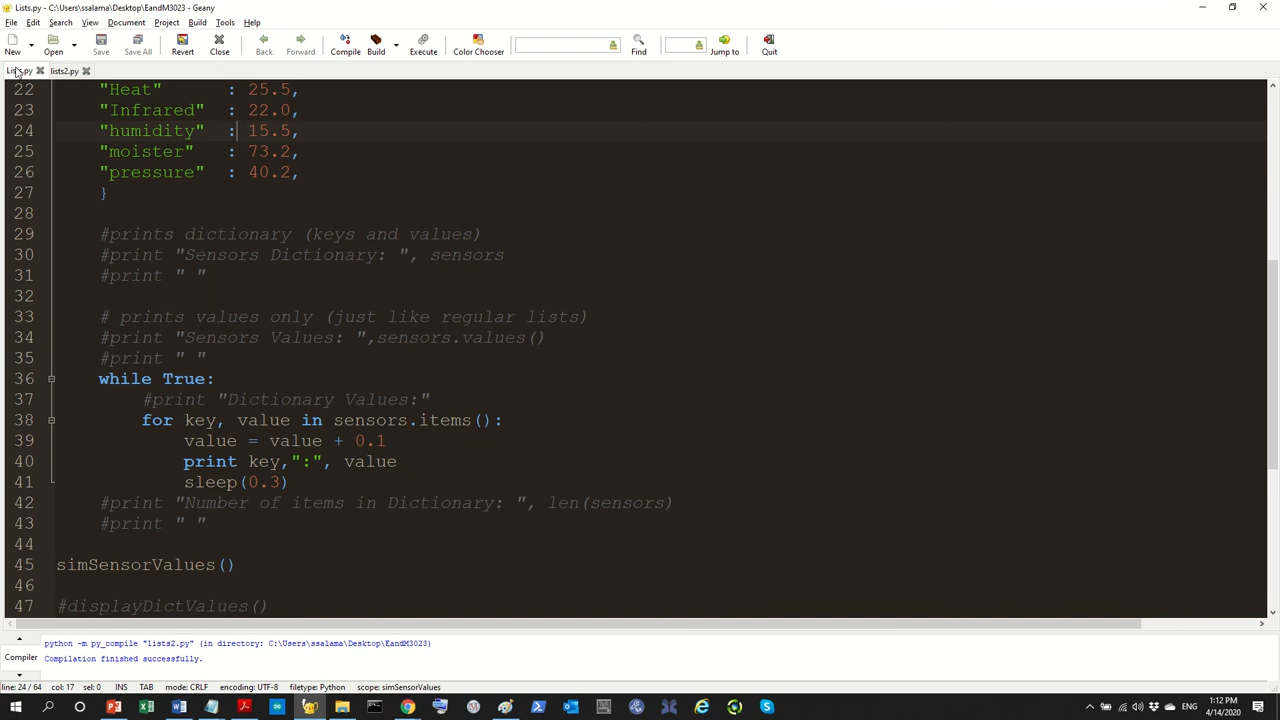 Lists.py - C:\Users\ssalama\Desktop\EandM3023 - Geany
File Edit Search View Document Project Build Tools Help
New Open Save Save All Revert Close Back Forward Compile Build Execute Color Chooser Find Jump to Quit
Lists.py lists2.py
22 "Heat" : 25.5,
23 "Infrared" : 22.0,
24 "humidity" : 15.5,
25 "moister" : 73.2,
26 "pressure" : 40.2,
27 }
28
29 #prints dictionary (keys and values)
30 #print "Sensors Dictionary: ", sensors
31 #print " "
32
33 # prints values only (just like regular lists)
34 #print "Sensors Values: ",sensors.values()
35 #print " "
36 while True:
37 #print "Dictionary Values:"
38 for key, value in sensors.items():
39 value = value + 0.1
40 print key,":", value
41 sleep(0.3)
42 #print "Number of items in Dictionary: ", len(sensors)
43 #print " "
44
45 simSensorValues()
46
47 #displayDictValues()
python -m py_compile "lists2.py" (in directory: C:\Users\ssalama\Desktop\EandM3023)
Compiler Compilation finished successfully.
line: 24 / 64 col: 17 sel: 0 INS TAB mode: CRLF encoding: UTF-8 filetype: Python scope: simSensorValues
1:12 PM
4/14/2020